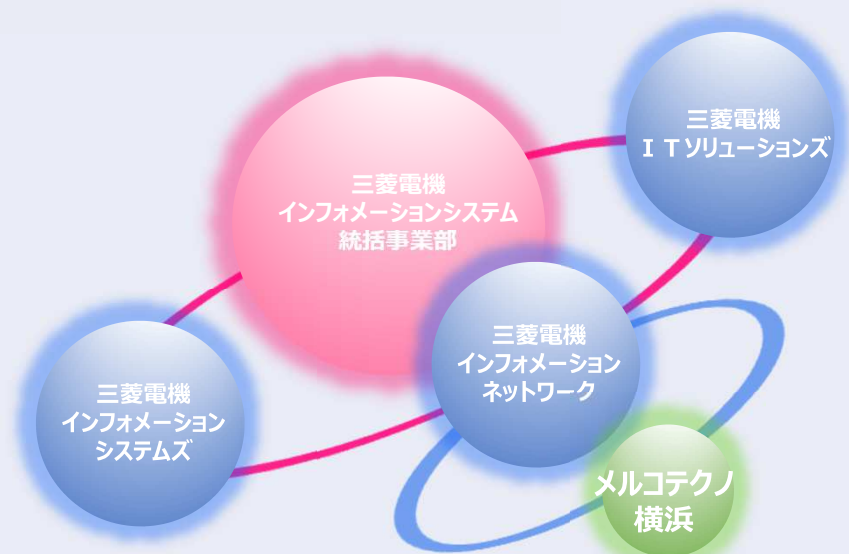 三菱電機
インフォメーションシステム
統括事業部
三菱電機
ＩＴソリューションズ
三菱電機
インフォメーション
ネットワーク
三菱電機
インフォメーション
システムズ
メルコテクノ
横浜